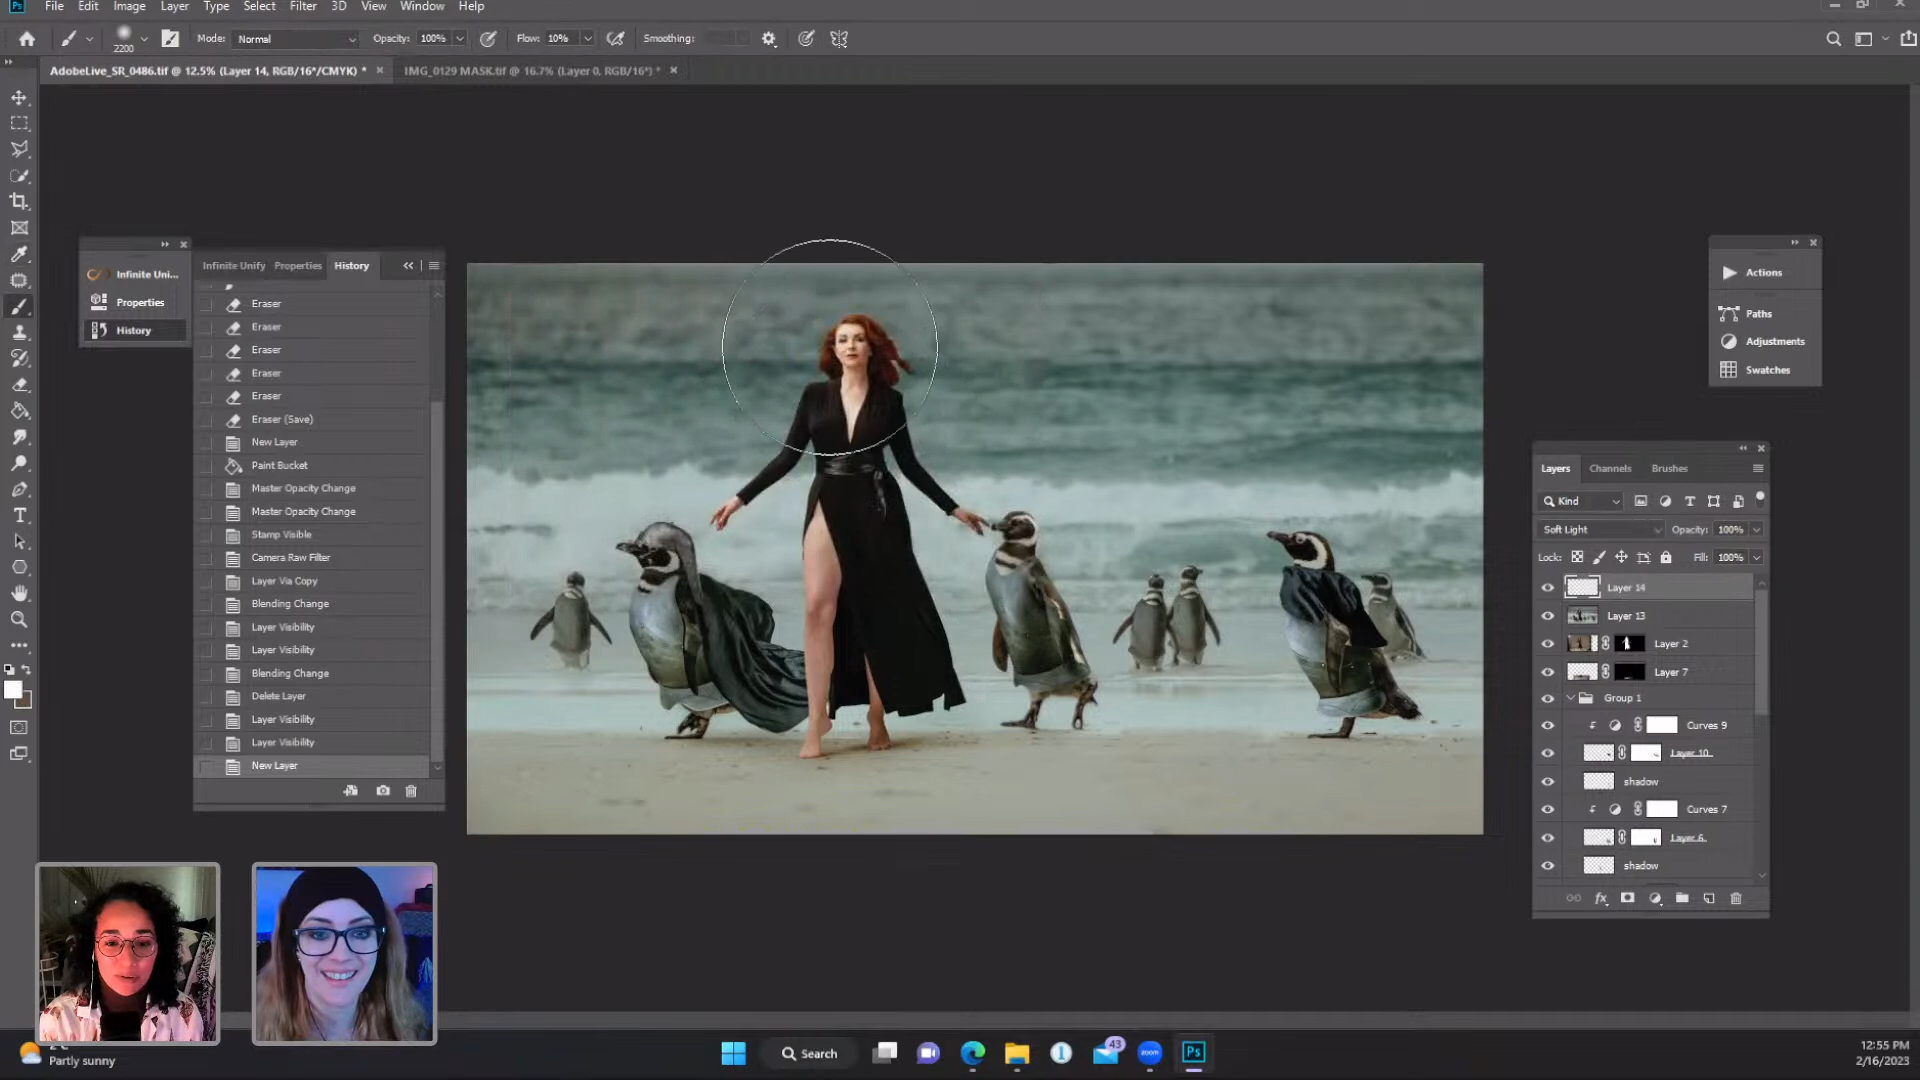 Ps File Edit Image Layer Type Select Filter 3D View Window Help
2200 Mode: Normal Opacity: 100% Flow: 10% Smoothing:
AdobeLive_SR_0486.tif @ 12.5% (Layer 14, RGB/16*/CMYK) * IMG_0129 MASK.tif @ 16.7% (Layer 0, RGB/16*) *
Infinite Uni...
Properties
History
Infinite Unify Properties History
Eraser
Eraser
Eraser
Eraser
Eraser
Eraser (Save)
New Layer
Paint Bucket
Master Opacity Change
Master Opacity Change
Stamp Visible
Camera Raw Filter
Layer Via Copy
Blending Change
Layer Visibility
Layer Visibility
Blending Change
Delete Layer
Layer Visibility
Layer Visibility
New Layer
Actions
Paths
Adjustments
Swatches
Layers Channels Brushes
Kind
Soft Light Opacity: 100%
Lock: Fill: 100%
Layer 14
Layer 13
Layer 2
Layer 7
Group 1
Curves 9
Layer 10
shadow
Curves 7
Layer 6
shadow
Partly sunny
Search
43
zoom
Ps
12:55 PM
2/16/2023